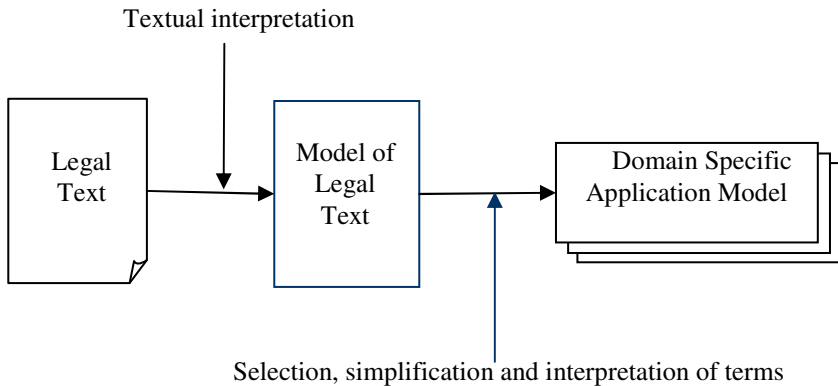 Textual interpretation
Legal
Text
Model of
Legal
Text
Domain Specific
Application Model
Selection, simplification and interpretation of terms